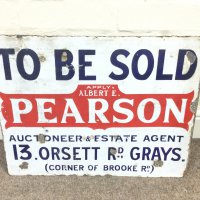 TO BE SOLD
APPLY:
ALBERT E.
PEARSON
AUCTIONEER & ESTATE AGENT
13. ORSETT RD. GRAYS.
(CORNER OF BROOKE RD.)